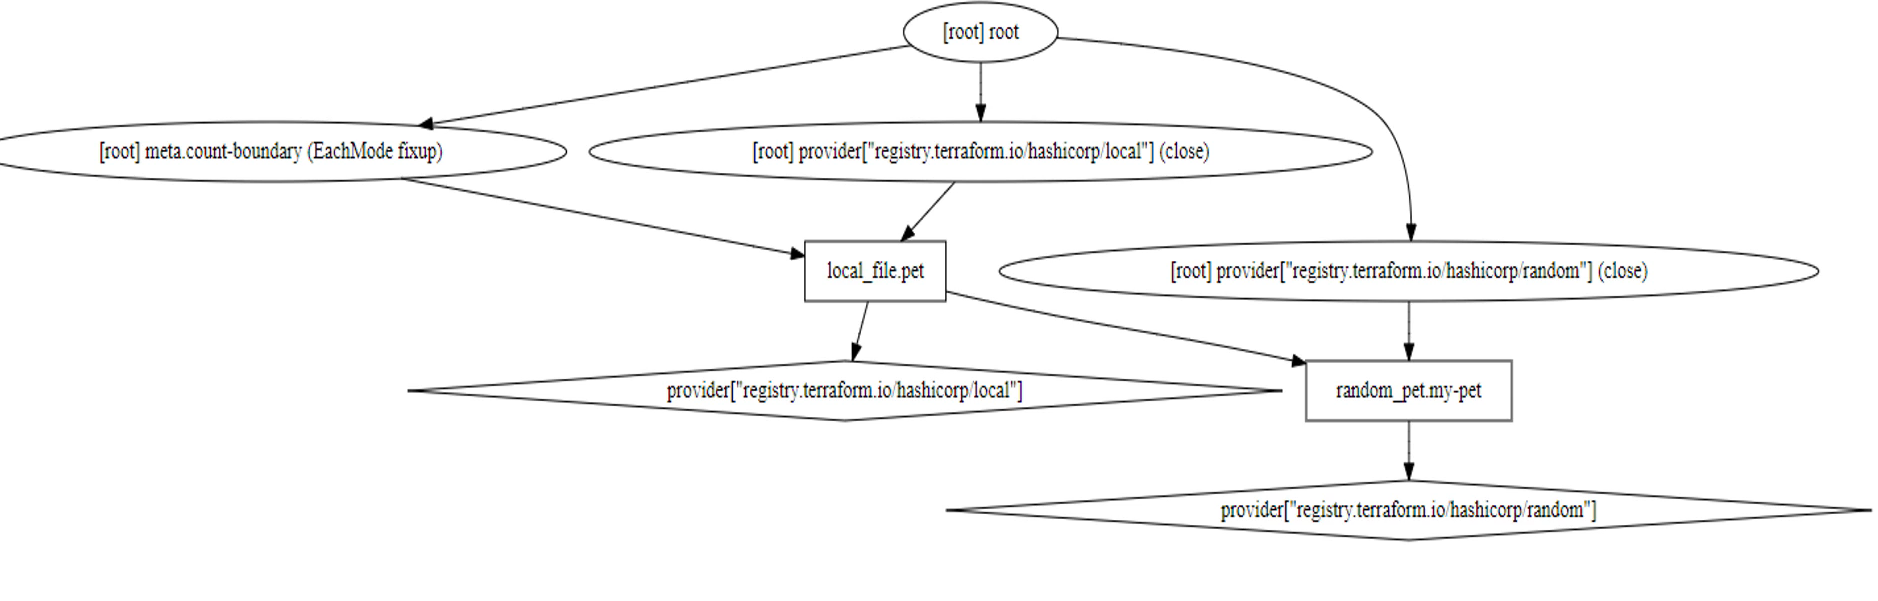 [root] root
[root] meta.count-boundary (EachMode fixup)
[root] provider["registry.terraform.io/hashicorp/local"] (close)
local_file.pet
[root] provider["registry.terraform.io/hashicorp/random"] (close)
provider["registry.terraform.io/hashicorp/local"]
random_pet.my-pet
provider["registry.terraform.io/hashicorp/random"]